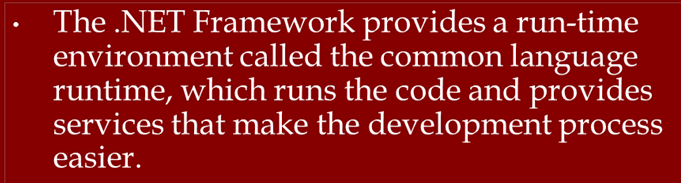 • The .NET Framework provides a run-time
environment called the common language
runtime, which runs the code and provides
services that make the development process
easier.